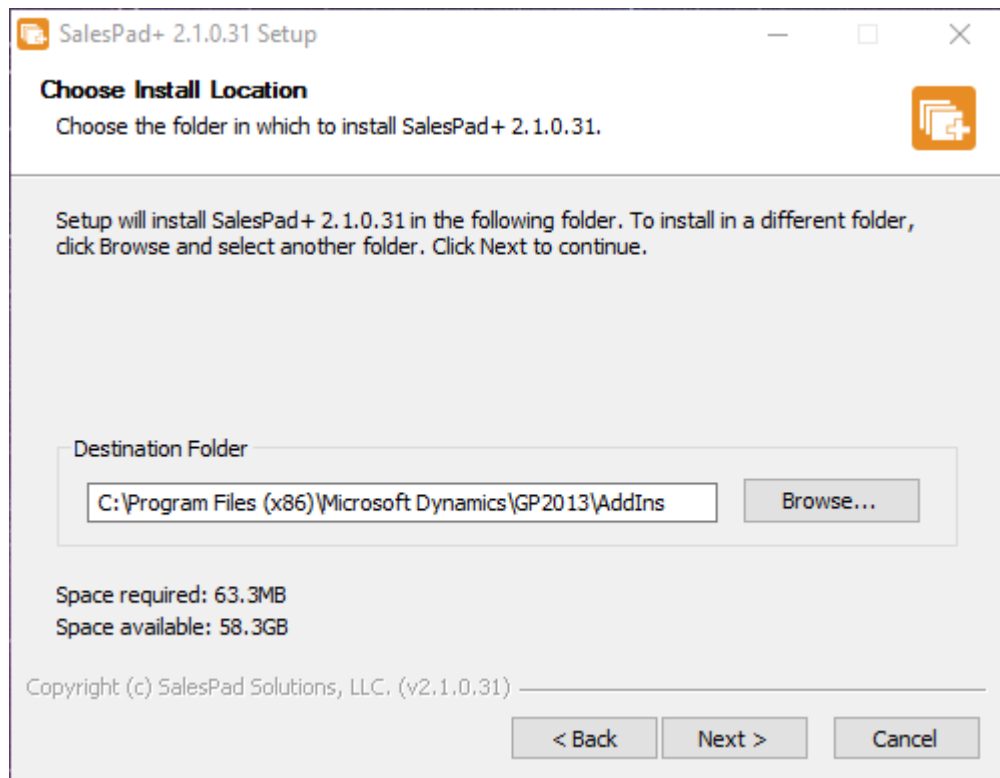 SalesPad+ 2.1.0.31 Setup
Choose Install Location
Choose the folder in which to install SalesPad+ 2.1.0.31.
Setup will install SalesPad+ 2.1.0.31 in the following folder. To install in a different folder,
click Browse and select another folder. Click Next to continue.
Destination Folder
C:\Program Files (x86)\Microsoft Dynamics\GP2013\AddIns
Browse...
Space required: 63.3MB
Space available: 58.3GB
Copyright (c) SalesPad Solutions, LLC. (v2.1.0.31)
< Back
Next >
Cancel